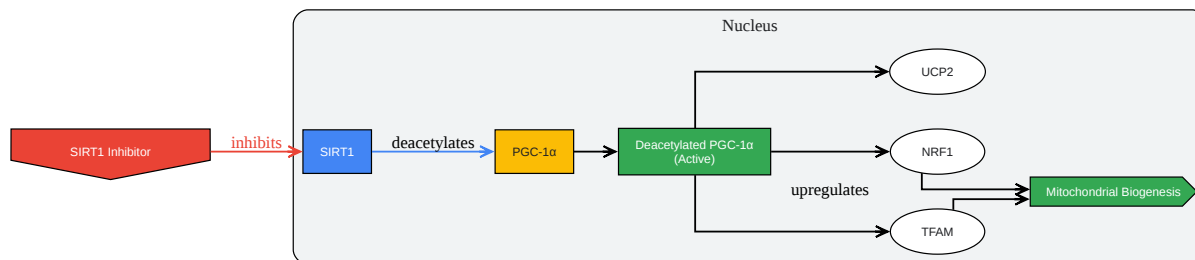 Nucleus
UCP2
SIRT1 Inhibitor
inhibits
SIRT1
deacetylates
PGC-1α
Deacetylated PGC-1α
(Active)
NRF1
upregulates
Mitochondrial Biogenesis
TFAM